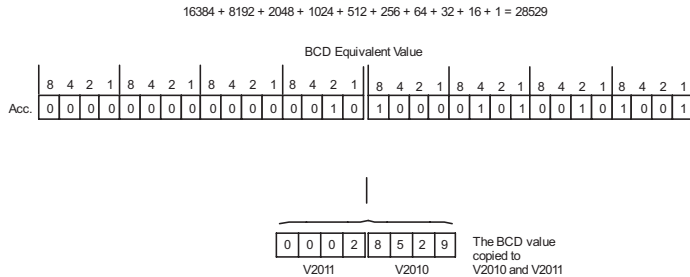 16384 + 8192 + 2048 + 1024 + 512 + 256 + 64 + 32 + 16 + 1 = 28529
BCD Equivalent Value
8 4 2 1 8 4 2 1 8 4 2 1 8 4 2 1 8 4 2 1 8 4 2 1 8 4 2 1 8 4 2 1
Acc. 0 0 0 0 0 0 0 0 0 0 0 0 0 0 1 0 1 0 0 0 0 1 0 1 0 0 1 0 1 0 0 1
0 0 0 2 8 5 2 9
V2011 V2010
The BCD value
copied to
V2010 and V2011